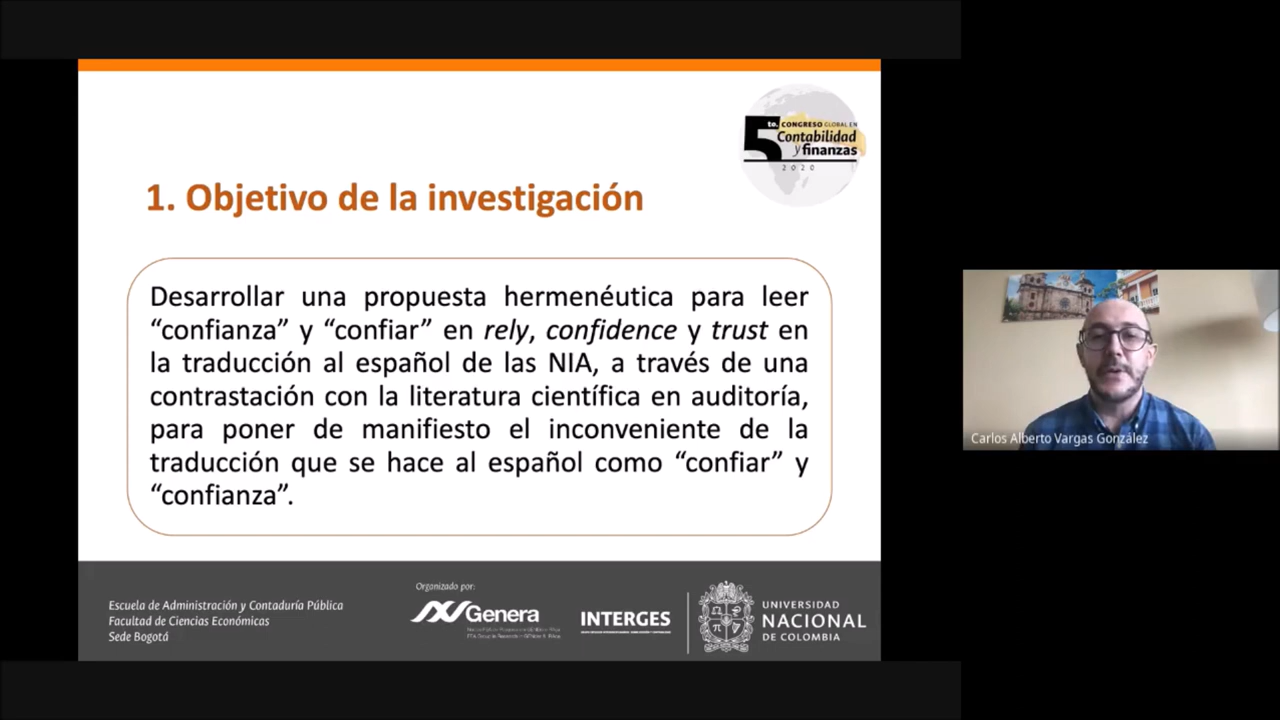 5to. CONGRESO GLOBAL EN
Contabilidad
y finanzas
2020
1. Objetivo de la investigación
Desarrollar una propuesta hermenéutica para leer
“confianza” y “confiar” en rely, confidence y trust en
la traducción al español de las NIA, a través de una
contrastación con la literatura científica en auditoría,
para poner de manifiesto el inconveniente de la
traducción que se hace al español como “confiar” y
“confianza”.
Carlos Alberto Vargas González
Escuela de Administración y Contaduría Pública
Facultad de Ciencias Económicas
Sede Bogotá
Organizado por:
Genera
INTERGES
UNIVERSIDAD
NACIONAL
DE COLOMBIA